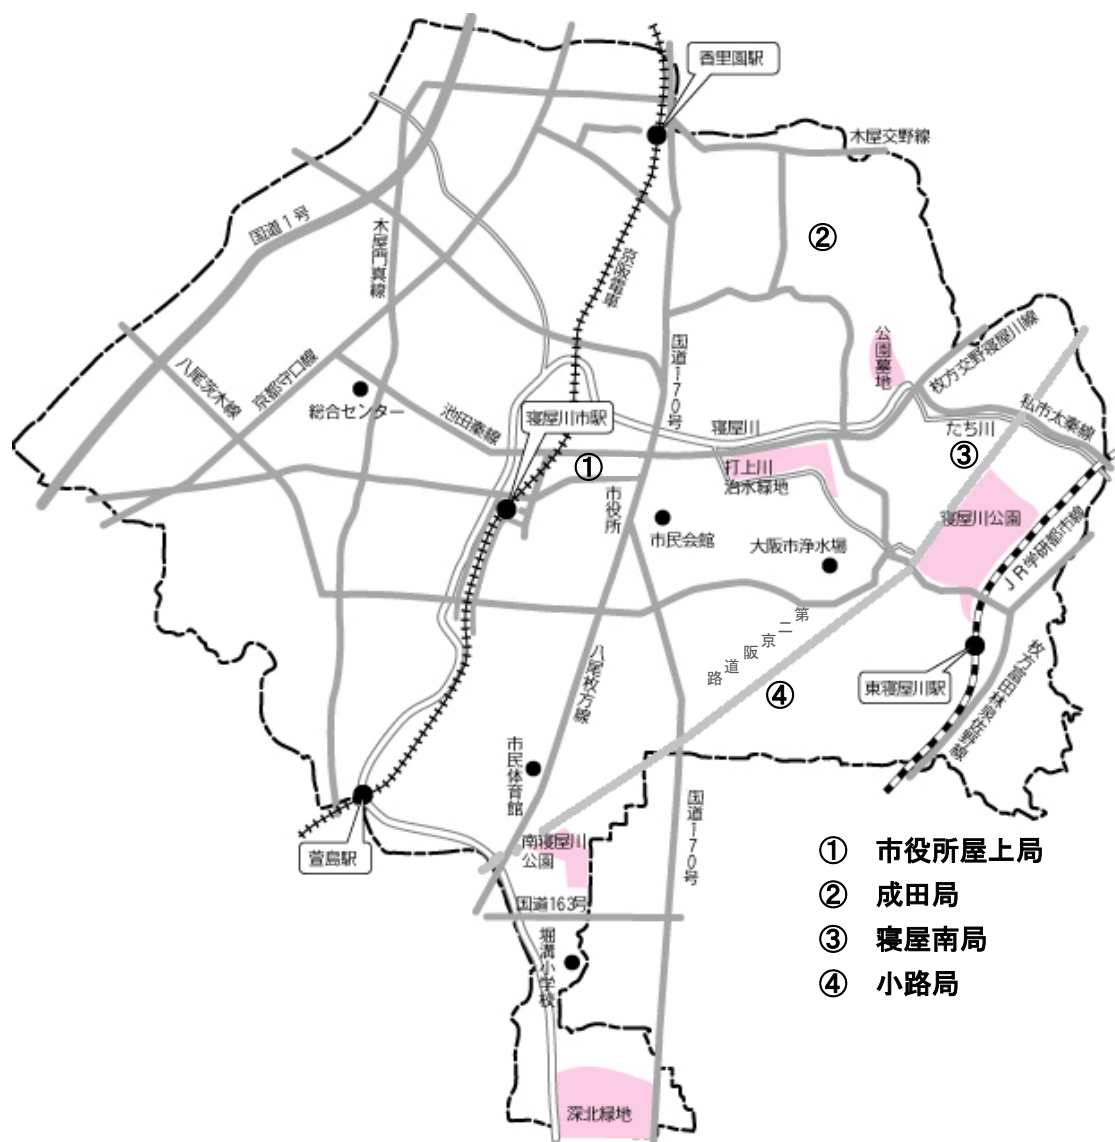 香里園駅
木屋交野線
国道1号
木屋門真線
②
京阪電車
国道170号
公園墓地
枚方交野寝屋川線
八尾茨木線
京都守口線
総合センター
池田秦線
寝屋川市駅
寝屋川
私市太秦線
たち川
③
①
打上川
治水緑地
市役所
市民会館
大阪市浄水場
寝屋川公園
JR学研都市線
第二京阪道路
④
八尾枚方線
東寝屋川駅
枚方富田林泉佐野線
市民体育館
国道170号
萱島駅
南寝屋川
公園
国道163号
堀溝小学校
深北緑地
① 市役所屋上局
② 成田局
③ 寝屋南局
④ 小路局